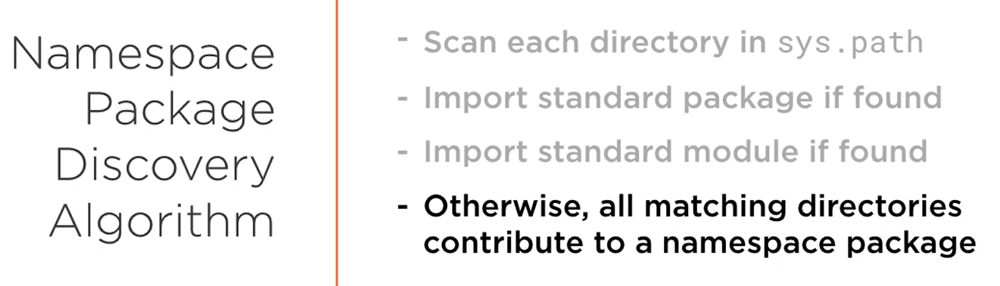 Namespace
Package
Discovery
Algorithm
- Scan each directory in sys.path
- Import standard package if found
- Import standard module if found
- Otherwise, all matching directories
contribute to a namespace package